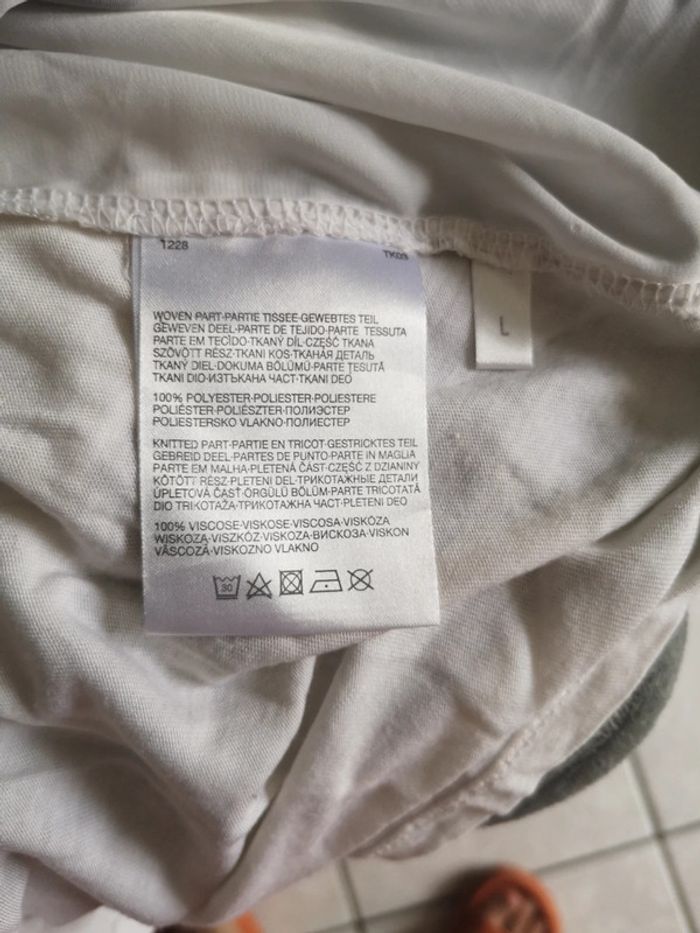 1228
TK09
L
WOVEN PART-PARTIE TISSEE-GEWEBTES TEIL
GEWEVEN DEEL-PARTE DE TEJIDO-PARTE TESSUTA
PARTE EM TECIDO-TKANÝ DÍL-CZĘŚĆ TKANA
SZÖVÖTT RÉSZ-TKANI KOS-ТКАНАЯ ДЕТАЛЬ
TKANÝ DIEL-DOKUMA BÖLÜMÜ-PARTE ȚESUTĂ
TKANI DIO-ИЗТЪКАНА ЧАСТ-TKANI DEO
100% POLYESTER-POLIESTER-POLIESTERE
POLIÉSTER-POLIÉSZTER-ПОЛИЭСТЕР
POLIESTERSKO VLAKNO-ПОЛИЕСТЕР
KNITTED PART-PARTIE EN TRICOT-GESTRICKTES TEIL
GEBREID DEEL-PARTES DE PUNTO-PARTE IN MAGLIA
PARTE EM MALHA-PLETENÁ ČÁST-CZĘŚĆ Z DZIANINY
KÖTÖTT RÉSZ-PLETENI DEL-ТРИКОТАЖНЫЕ ДЕТАЛИ
ÚPLETOVÁ ČASŤ-ÖRGÜLÜ BÖLÜM-PARTE TRICOTATĂ
DIO TRIKOTAŽA-ТРИКОТАЖНА ЧАСТ-PLETENI DEO
100% VISCOSE-VISKOSE-VISCOSA-VISKÓZA
WISKOZA-VISZKÓZ-VISKOZA-ВИСКОЗА-VISKON
VÂSCOZĂ-VISKOZNO VLAKNO
30